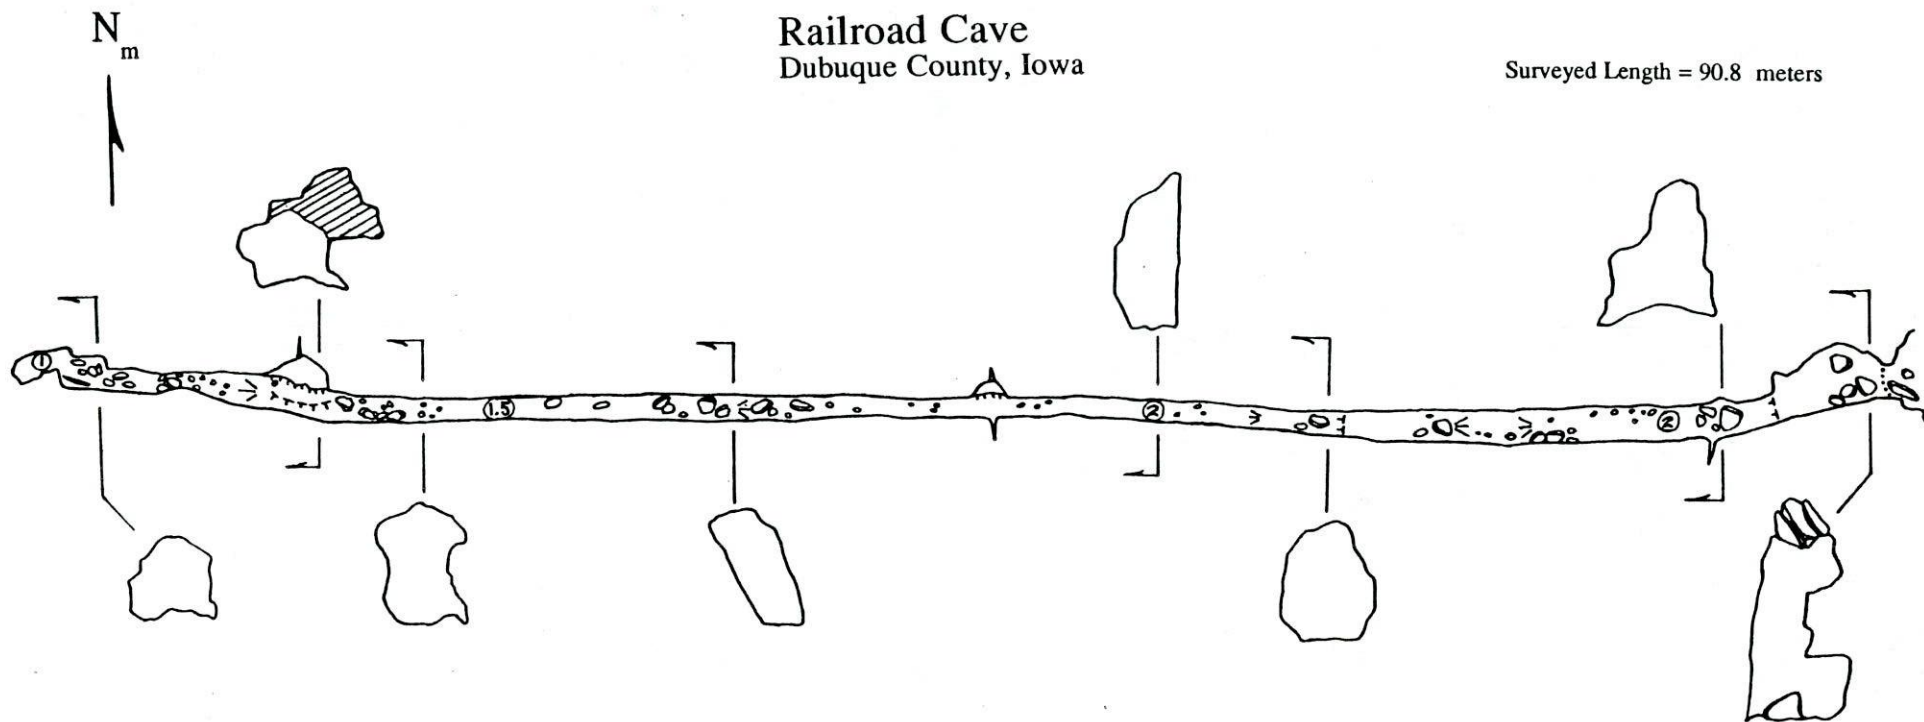 N
m
Railroad Cave
Dubuque County, Iowa
Surveyed Length = 90.8 meters
1
1.5
2
2